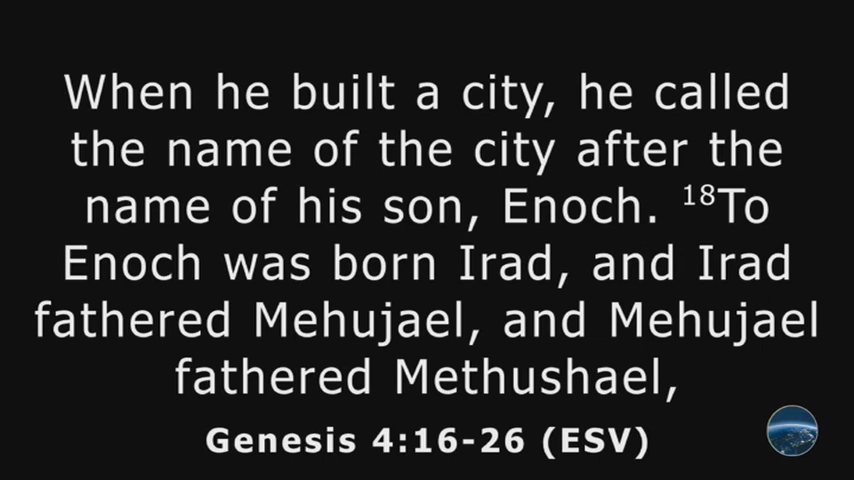 When he built a city, he called
the name of the city after the
name of his son, Enoch. ¹⁸To
Enoch was born Irad, and Irad
fathered Mehujael, and Mehujael
fathered Methushael,
Genesis 4:16-26 (ESV)